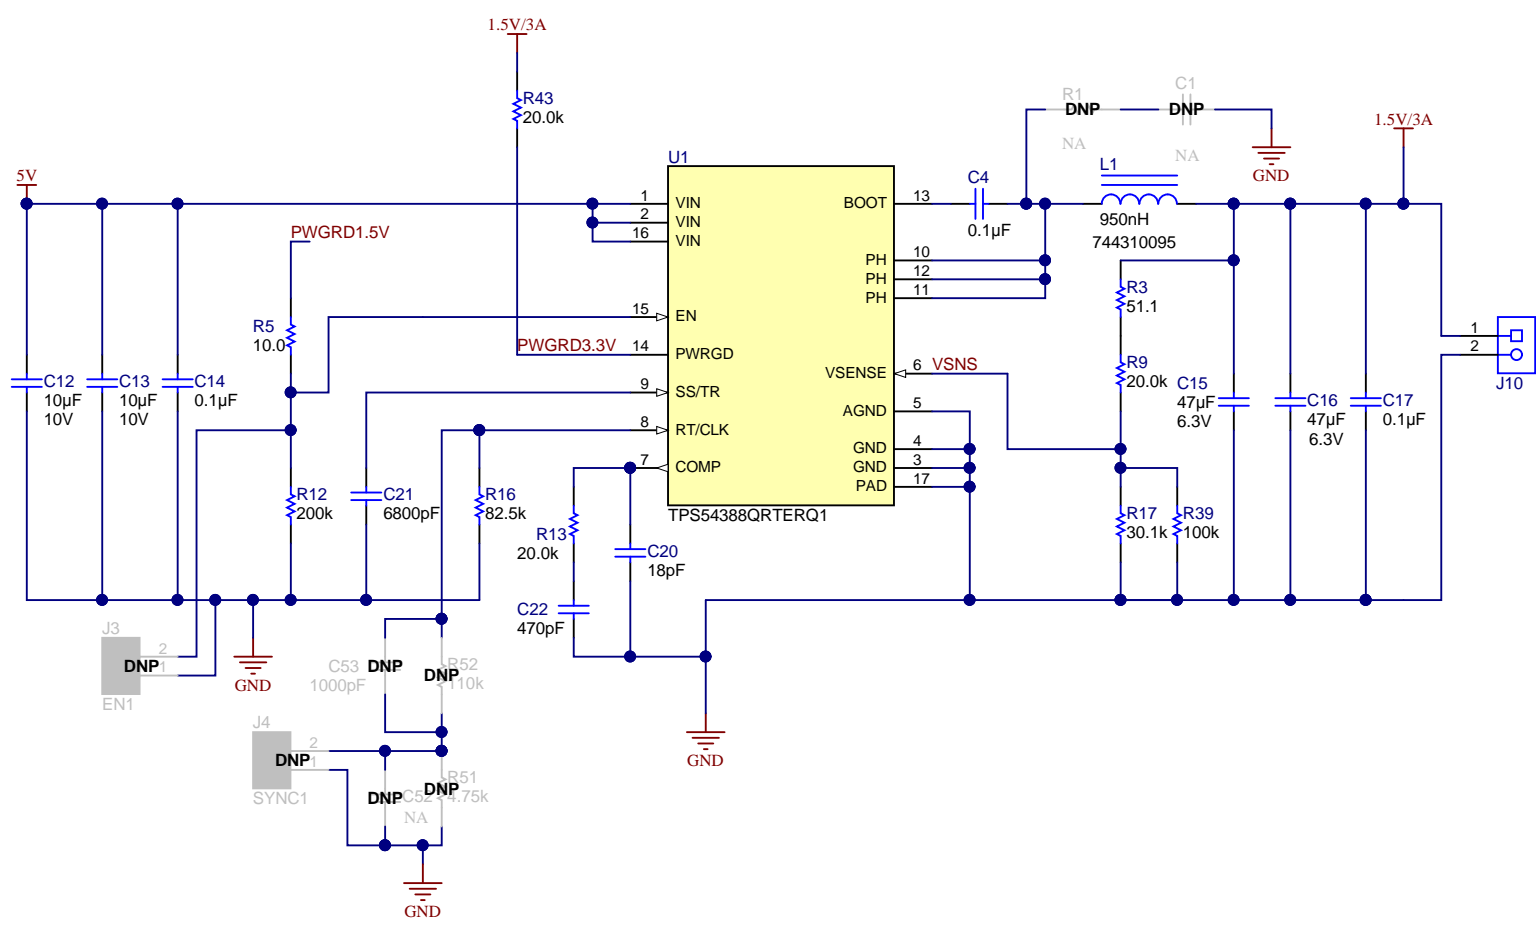 1.5V/3A
R43
20.0k
R1
DNP
NA
C1
DNP
NA
GND
1.5V/3A
5V
U1
1
VIN
2
VIN
16
VIN
BOOT
13
C4
0.1µF
L1
950nH
744310095
PWGRD1.5V
PH
10
PH
12
PH
11
R3
51.1
15
EN
R5
10.0
PWGRD3.3V
14
PWRGD
1
2
J10
VSENSE
6
VSNS
R9
20.0k
C12
10µF
10V
C13
10µF
10V
C14
0.1µF
9
SS/TR
C15
47µF
6.3V
C16
47µF
6.3V
C17
0.1µF
AGND
5
8
RT/CLK
GND
4
7
COMP
GND
3
PAD
17
R12
200k
C21
6800pF
R16
82.5k
TPS54388QRTERQ1
R13
20.0k
R17
30.1k
R39
100k
C20
18pF
C22
470pF
J3
2
DNP
1
EN1
GND
C53
1000pF
DNP
R52
DNP
110k
J4
2
DNP
1
SYNC1
GND
R51
DNP
4.75k
DNP
C52
NA
GND